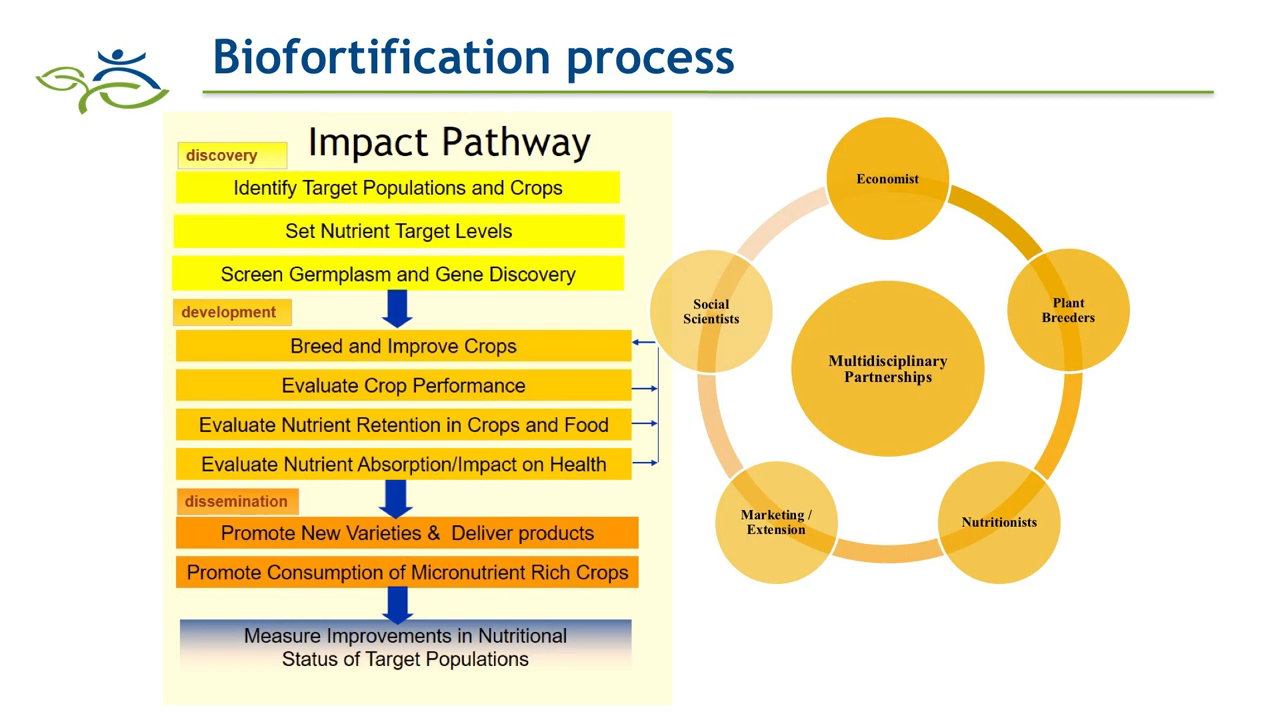 Biofortification process
Impact Pathway
discovery
Identify Target Populations and Crops
Set Nutrient Target Levels
Screen Germplasm and Gene Discovery
development
Breed and Improve Crops
Evaluate Crop Performance
Evaluate Nutrient Retention in Crops and Food
Evaluate Nutrient Absorption/Impact on Health
dissemination
Promote New Varieties & Deliver products
Promote Consumption of Micronutrient Rich Crops
Measure Improvements in Nutritional
Status of Target Populations
Economist
Plant
Breeders
Nutritionists
Marketing /
Extension
Social
Scientists
Multidisciplinary
Partnerships